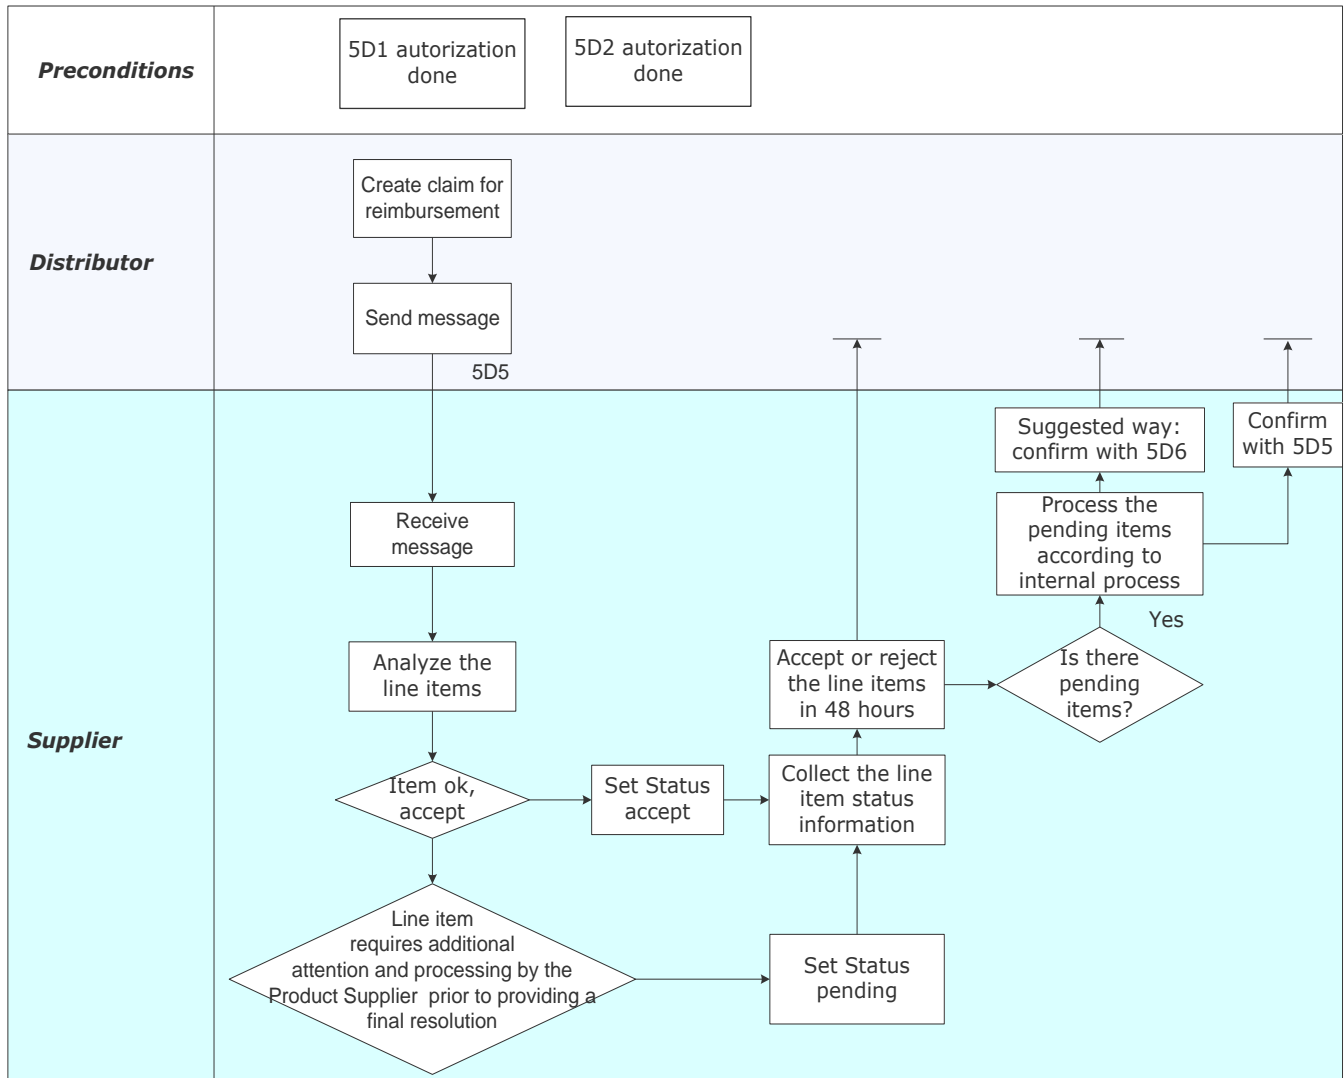 Preconditions
5D1 autorization
done
5D2 autorization
done
Distributor
Create claim for
reimbursement
Send message
5D5
Supplier
Receive
message
Analyze the
line items
Item ok,
accept
Set Status
accept
Line item
requires additional
attention and processing by the
Product Supplier prior to providing a
final resolution
Set Status
pending
Collect the line
item status
information
Accept or reject
the line items
in 48 hours
Is there
pending
items?
Yes
Process the
pending items
according to
internal process
Suggested way:
confirm with 5D6
Confirm
with 5D5